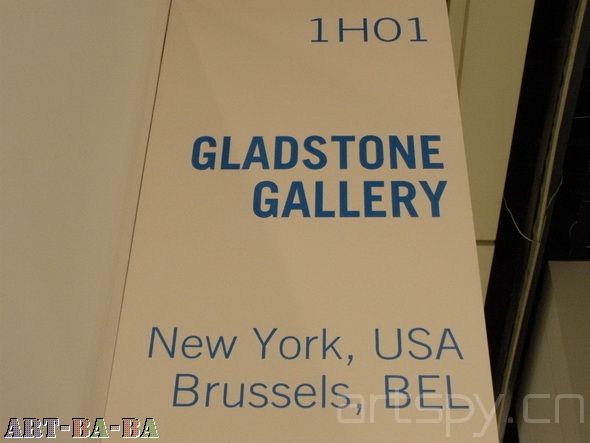 1H01
GLADSTONE
GALLERY
New York, USA
Brussels, BEL
artspy.cn
ART-BA-BA